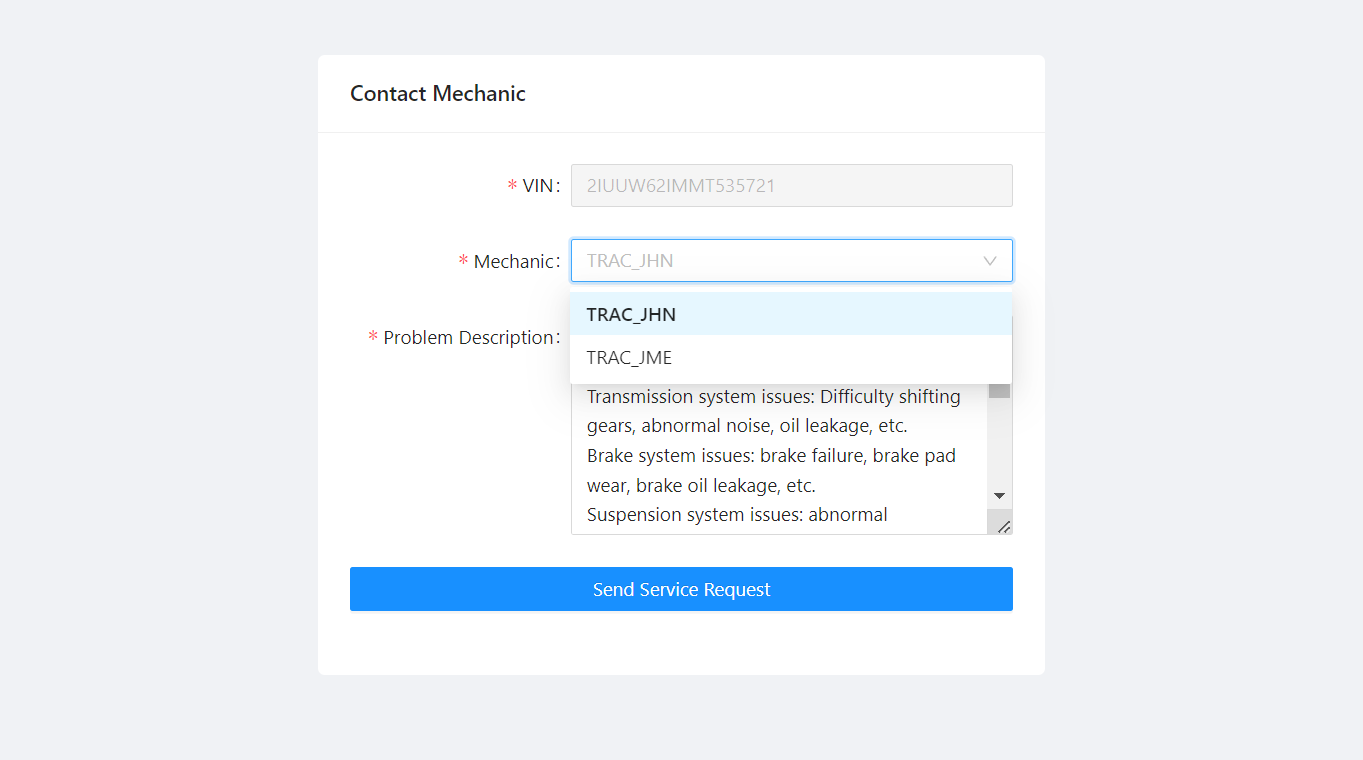 Contact Mechanic
* VIN: 2IUUW62IMMT535721
* Mechanic: TRAC_JHN
TRAC_JHN
* Problem Description:
TRAC_JME
Transmission system issues: Difficulty shifting
gears, abnormal noise, oil leakage, etc.
Brake system issues: brake failure, brake pad
wear, brake oil leakage, etc.
Suspension system issues: abnormal
Send Service Request